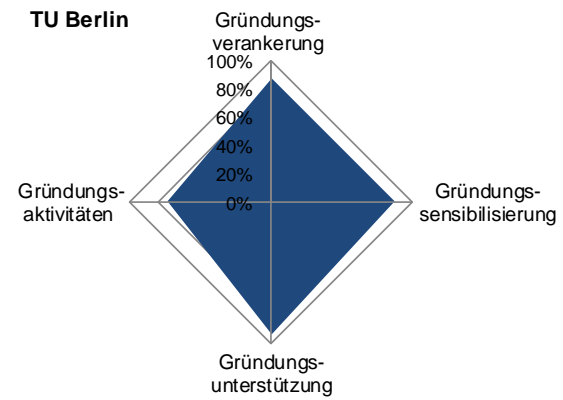 TU Berlin
Gründungs-
verankerung
100%
80%
60%
40%
20%
0%
Gründungs-
aktivitäten
Gründungs-
sensibilisierung
Gründungs-
unterstützung